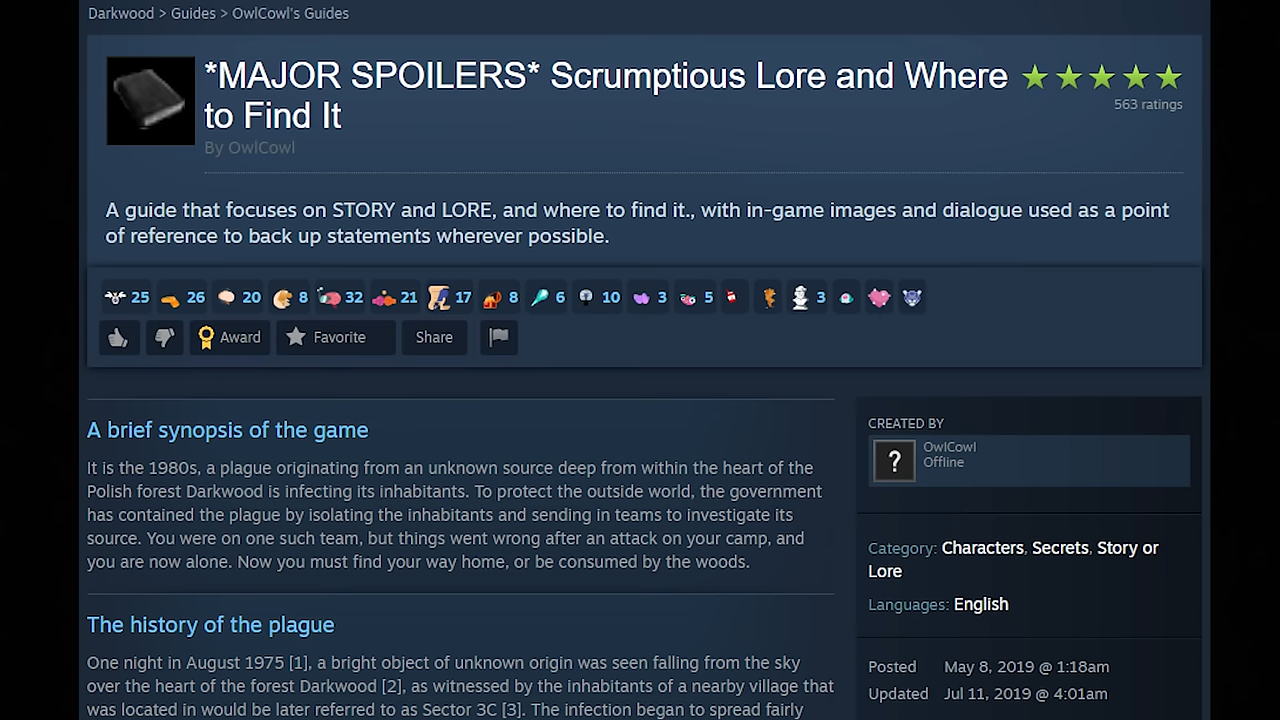 Darkwood > Guides > OwlCowl's Guides
*MAJOR SPOILERS* Scrumptious Lore and Where
to Find It
563 ratings
By OwlCowl
A guide that focuses on STORY and LORE, and where to find it., with in-game images and dialogue used as a point
of reference to back up statements wherever possible.
25 26 20 8 32 21 17 8 6 10 3 5 3
Award Favorite Share
A brief synopsis of the game
It is the 1980s, a plague originating from an unknown source deep from within the heart of the
Polish forest Darkwood is infecting its inhabitants. To protect the outside world, the government
has contained the plague by isolating the inhabitants and sending in teams to investigate its
source. You were on one such team, but things went wrong after an attack on your camp, and
you are now alone. Now you must find your way home, or be consumed by the woods.
The history of the plague
One night in August 1975 [1], a bright object of unknown origin was seen falling from the sky
over the heart of the forest Darkwood [2], as witnessed by the inhabitants of a nearby village that
was located in would be later referred to as Sector 3C [3]. The infection began to spread fairly
CREATED BY
?
OwlCowl
Offline
Category: Characters, Secrets, Story or
Lore
Languages: English
Posted May 8, 2019 @ 1:18am
Updated Jul 11, 2019 @ 4:01am